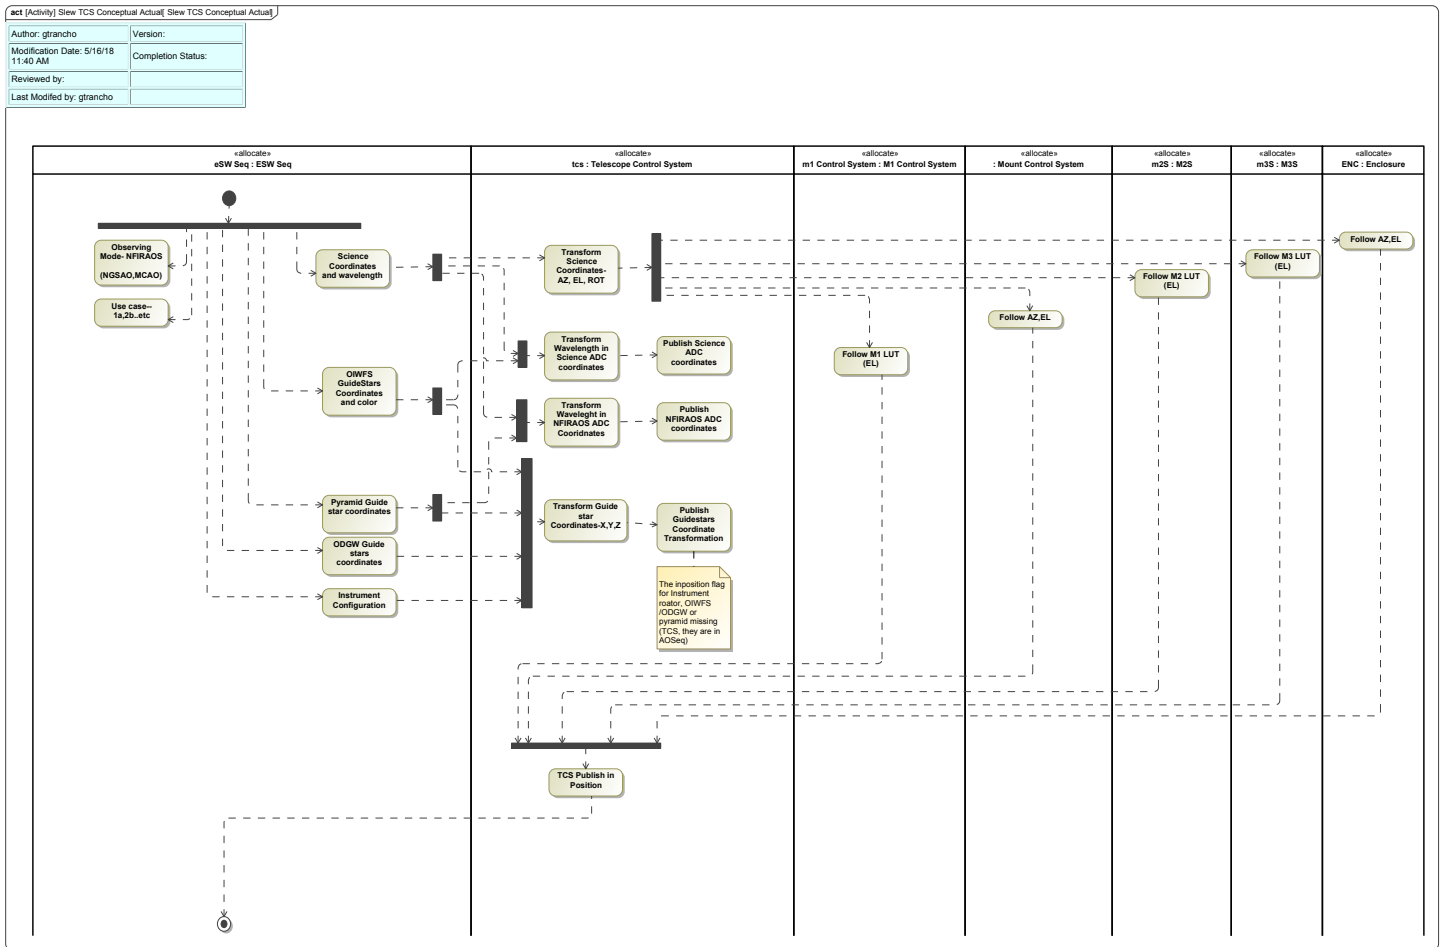 act [Activity] Slew TCS Conceptual Actual[ Slew TCS Conceptual Actual]
Author: gtrancho
Version:
Modification Date: 5/16/18
11:40 AM
Completion Status:
Reviewed by:
Last Modifed by: gtrancho
«allocate»
eSW Seq : ESW Seq
«allocate»
tcs : Telescope Control System
«allocate»
m1 Control System : M1 Control System
«allocate»
: Mount Control System
«allocate»
m2S : M2S
«allocate»
m3S : M3S
«allocate»
ENC : Enclosure
Observing
Mode- NFIRAOS
(NGSAO,MCAO)
Use case--
1a,2b..etc
Science
Coordinates
and wavelength
OIWFS
GuideStars
Coordinates
and color
Pyramid Guide
star coordinates
ODGW Guide
stars
coordinates
Instrument
Configuration
Transform
Science
Coordinates-
AZ, EL, ROT
Transform
Wavelength in
Science ADC
coordinates
Publish Science
ADC
coordinates
Transform
Waveleght in
NFIRAOS ADC
Cooridnates
Publish
NFIRAOS ADC
coordinates
Transform Guide
star
Coordinates-X,Y,Z
Publish
Guidestars
Coordinate
Transformation
The inposition flag
for Instrument
roator, OIWFS
/ODGW or
pyramid missing
(TCS, they are in
AOSeq)
TCS Publish in
Position
Follow M1 LUT
(EL)
Follow AZ,EL
Follow M2 LUT
(EL)
Follow M3 LUT
(EL)
Follow AZ,EL